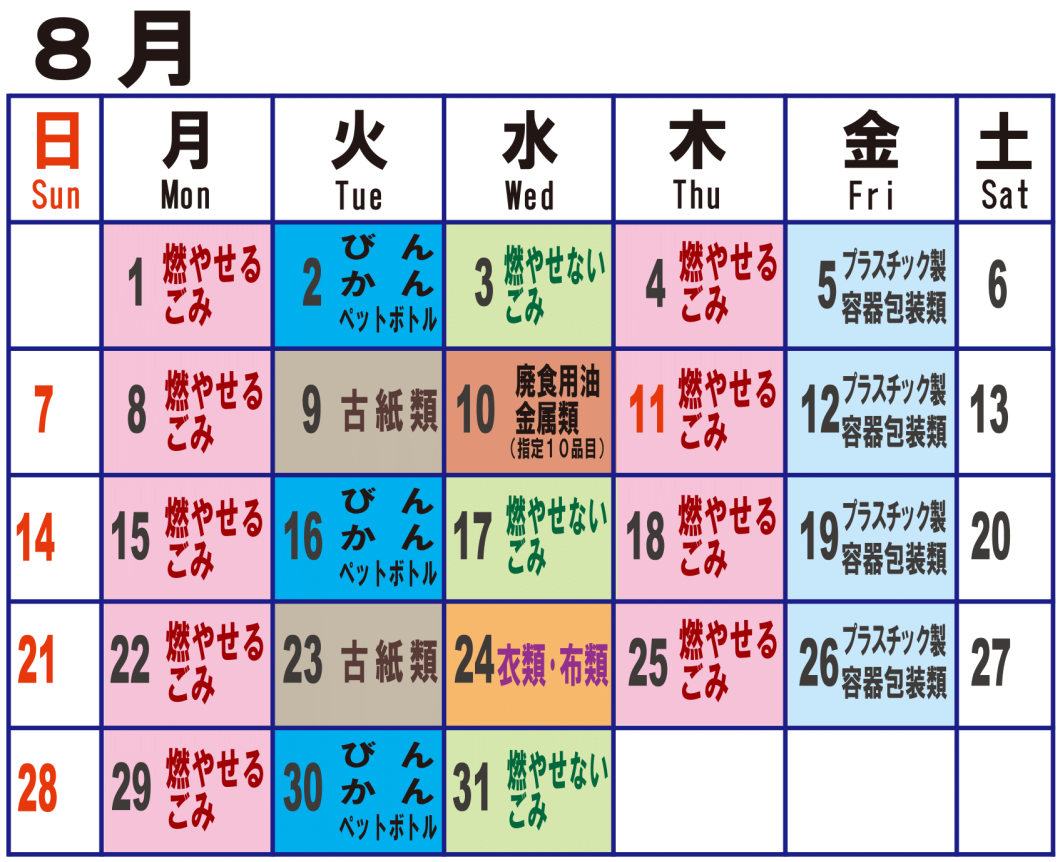 8月
日 月 火 水 木 金 土
Sun Mon Tue Wed Thu Fri Sat
1 燃やせる
ごみ
2 びん
かん
ペットボトル
3 燃やせない
ごみ
4 燃やせる
ごみ
5 プラスチック製
容器包装類
6
7
8 燃やせる
ごみ
9 古紙類
10 廃食用油
金属類
(指定10品目)
11 燃やせる
ごみ
12 プラスチック製
容器包装類
13
14
15 燃やせる
ごみ
16 びん
かん
ペットボトル
17 燃やせない
ごみ
18 燃やせる
ごみ
19 プラスチック製
容器包装類
20
21
22 燃やせる
ごみ
23 古紙類
24 衣類・布類
25 燃やせる
ごみ
26 プラスチック製
容器包装類
27
28
29 燃やせる
ごみ
30 びん
かん
ペットボトル
31 燃やせない
ごみ